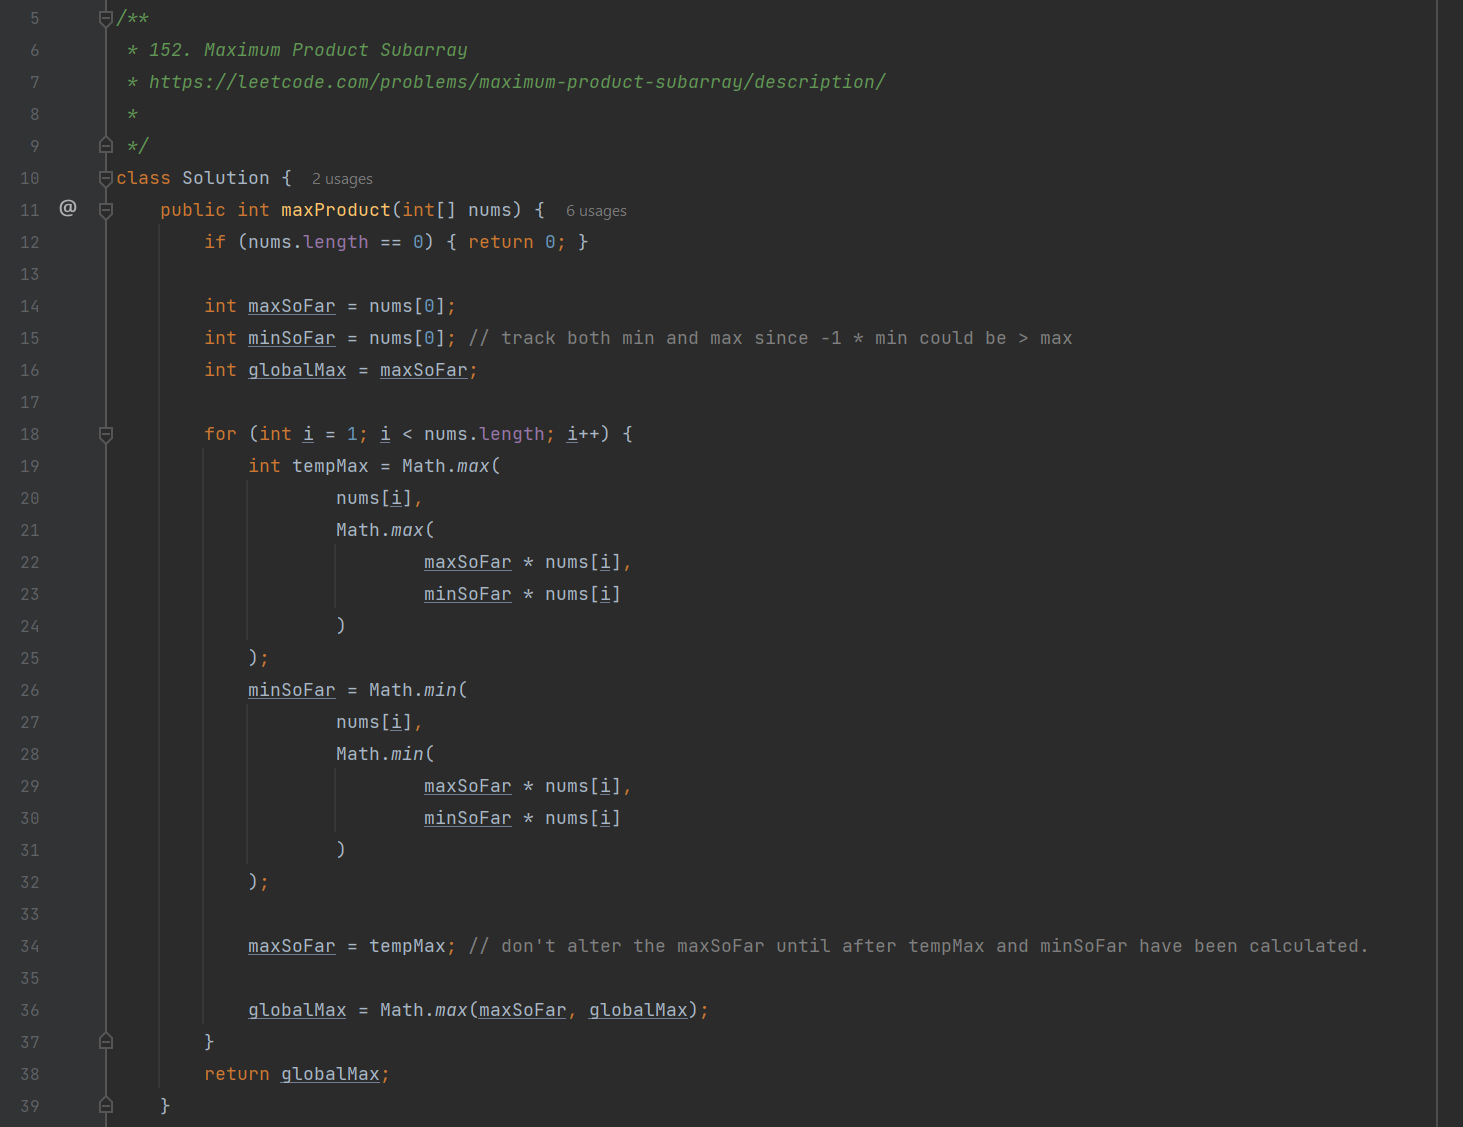 5 /**
6  * 152. Maximum Product Subarray
7  * https://leetcode.com/problems/maximum-product-subarray/description/
8  *
9  */
10 class Solution {  2 usages
11 @    public int maxProduct(int[] nums) {  6 usages
12         if (nums.length == 0) { return 0; }
13
14         int maxSoFar = nums[0];
15         int minSoFar = nums[0]; // track both min and max since -1 * min could be > max
16         int globalMax = maxSoFar;
17
18         for (int i = 1; i < nums.length; i++) {
19             int tempMax = Math.max(
20                     nums[i],
21                     Math.max(
22                             maxSoFar * nums[i],
23                             minSoFar * nums[i]
24                     )
25             );
26             minSoFar = Math.min(
27                     nums[i],
28                     Math.min(
29                             maxSoFar * nums[i],
30                             minSoFar * nums[i]
31                     )
32             );
33
34             maxSoFar = tempMax; // don't alter the maxSoFar until after tempMax and minSoFar have been calculated.
35
36             globalMax = Math.max(maxSoFar, globalMax);
37         }
38         return globalMax;
39     }